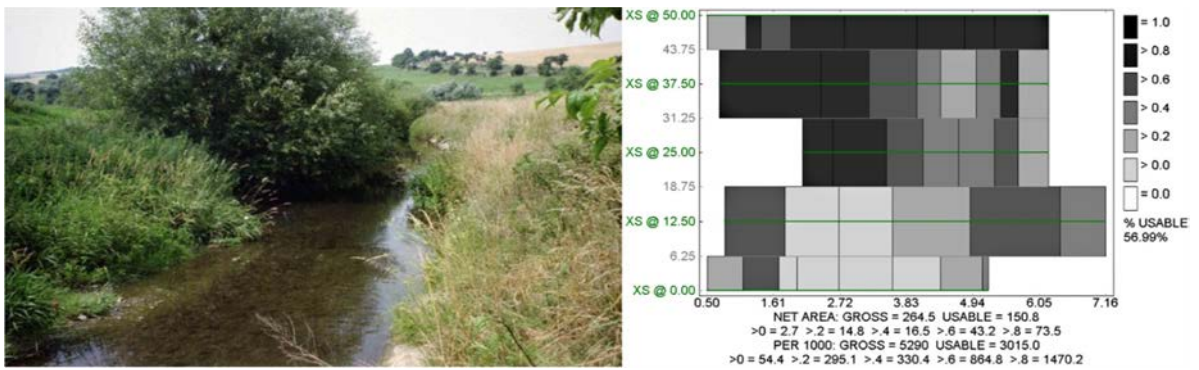 XS @ 50.00
43.75
XS @ 37.50
31.25
XS @ 25.00
18.75
XS @ 12.50
6.25
XS @ 0.00
0.50 1.61 2.72 3.83 4.94 6.05 7.16
= 1.0
> 0.8
> 0.6
> 0.4
> 0.2
> 0.0
= 0.0
% USABLE
56.99%
NET AREA: GROSS = 264.5 USABLE = 150.8
>0 = 2.7 >.2 = 14.8 >.4 = 16.5 >.6 = 43.2 >.8 = 73.5
PER 1000: GROSS = 5290 USABLE = 3015.0
>0 = 54.4 >.2 = 295.1 >.4 = 330.4 >.6 = 864.8 >.8 = 1470.2